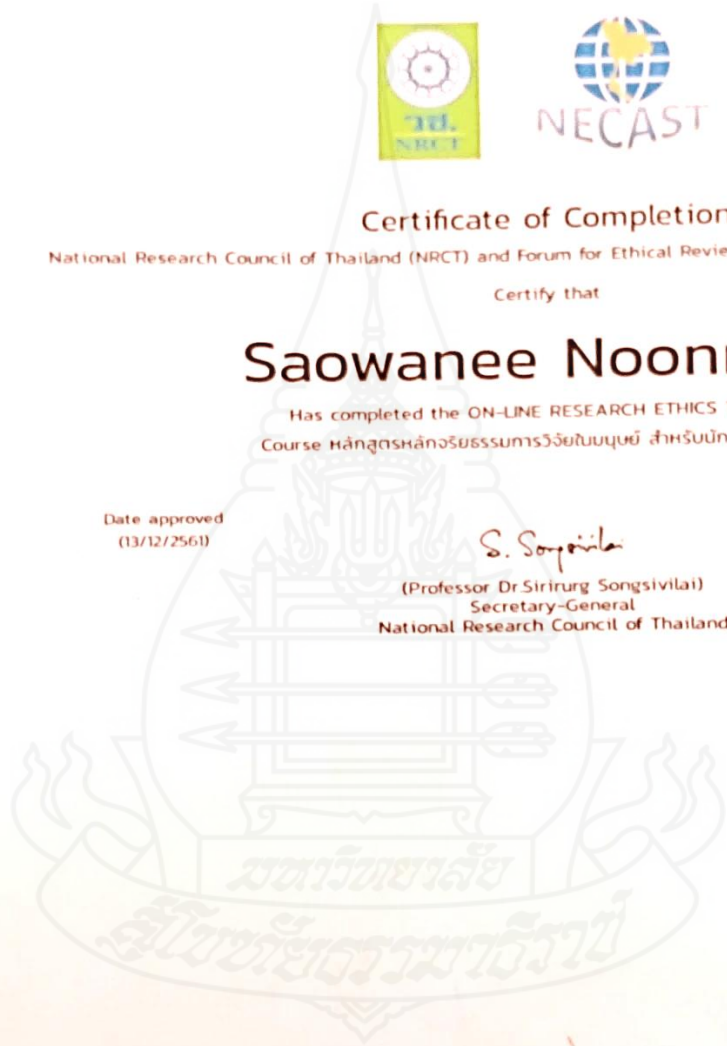 วช.
NRCT
NECAST
Certificate of Completion
National Research Council of Thailand (NRCT) and Forum for Ethical Revie
Certify that
Saowanee Noon
Has completed the ON-LINE RESEARCH ETHICS
Course หลักสูตรหลักจริยธรรมการวิจัยในมนุษย์ สำหรับนัก
Date approved
(13/12/2561)
S. Songsivilai
(Professor Dr.Sirirurg Songsivilai)
Secretary-General
National Research Council of Thailand
มหาวิทยาลัย
สุโขทัยธรรมาธิราช